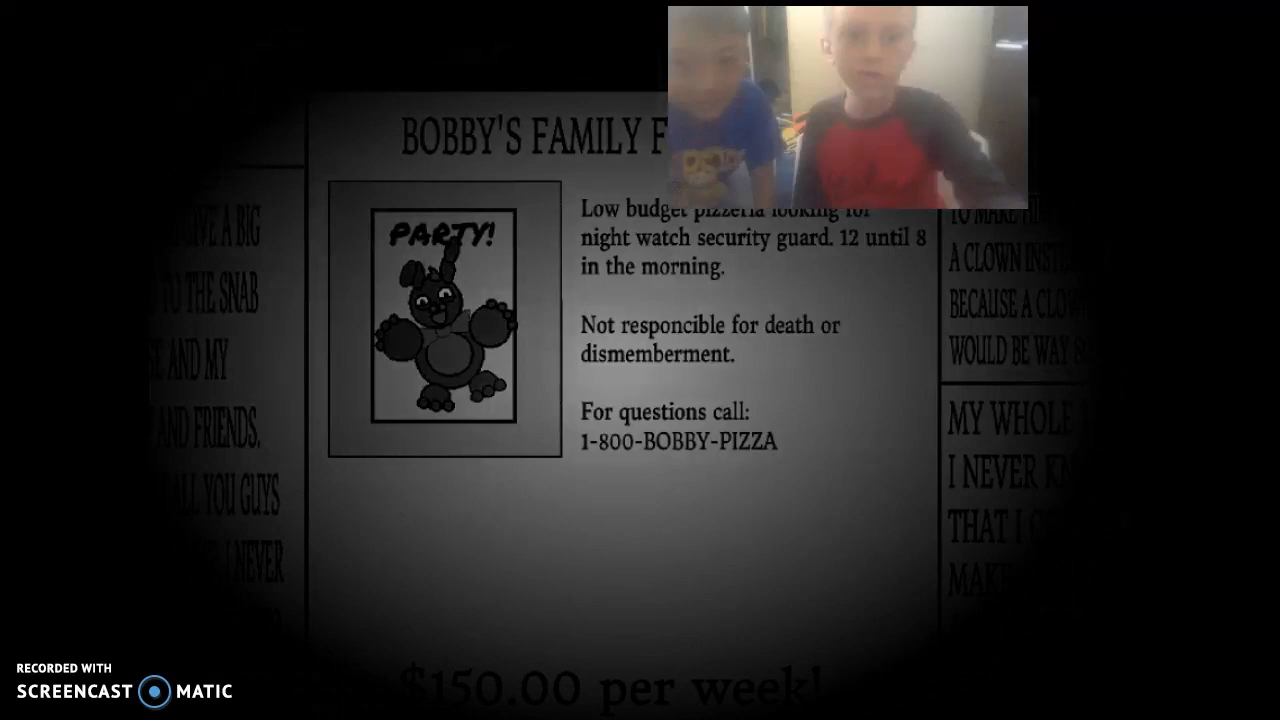 BOBBY'S FAMILY
PARTY!
Low budget pizzeria looking for
night watch security guard. 12 until 8
in the morning.
Not responcible for death or
dismemberment.
For questions call:
1-800-BOBBY-PIZZA
$150.00 per week!
A BIG
TO THE SNAB
AND MY
AND FRIENDS.
ALL YOU GUYS
I NEVER
TO MAKE
A CLOWN
BECAUSE A
WOULD BE WAY
MY WHOLE
I NEVER
THAT I
RECORDED WITH
SCREENCAST MATIC